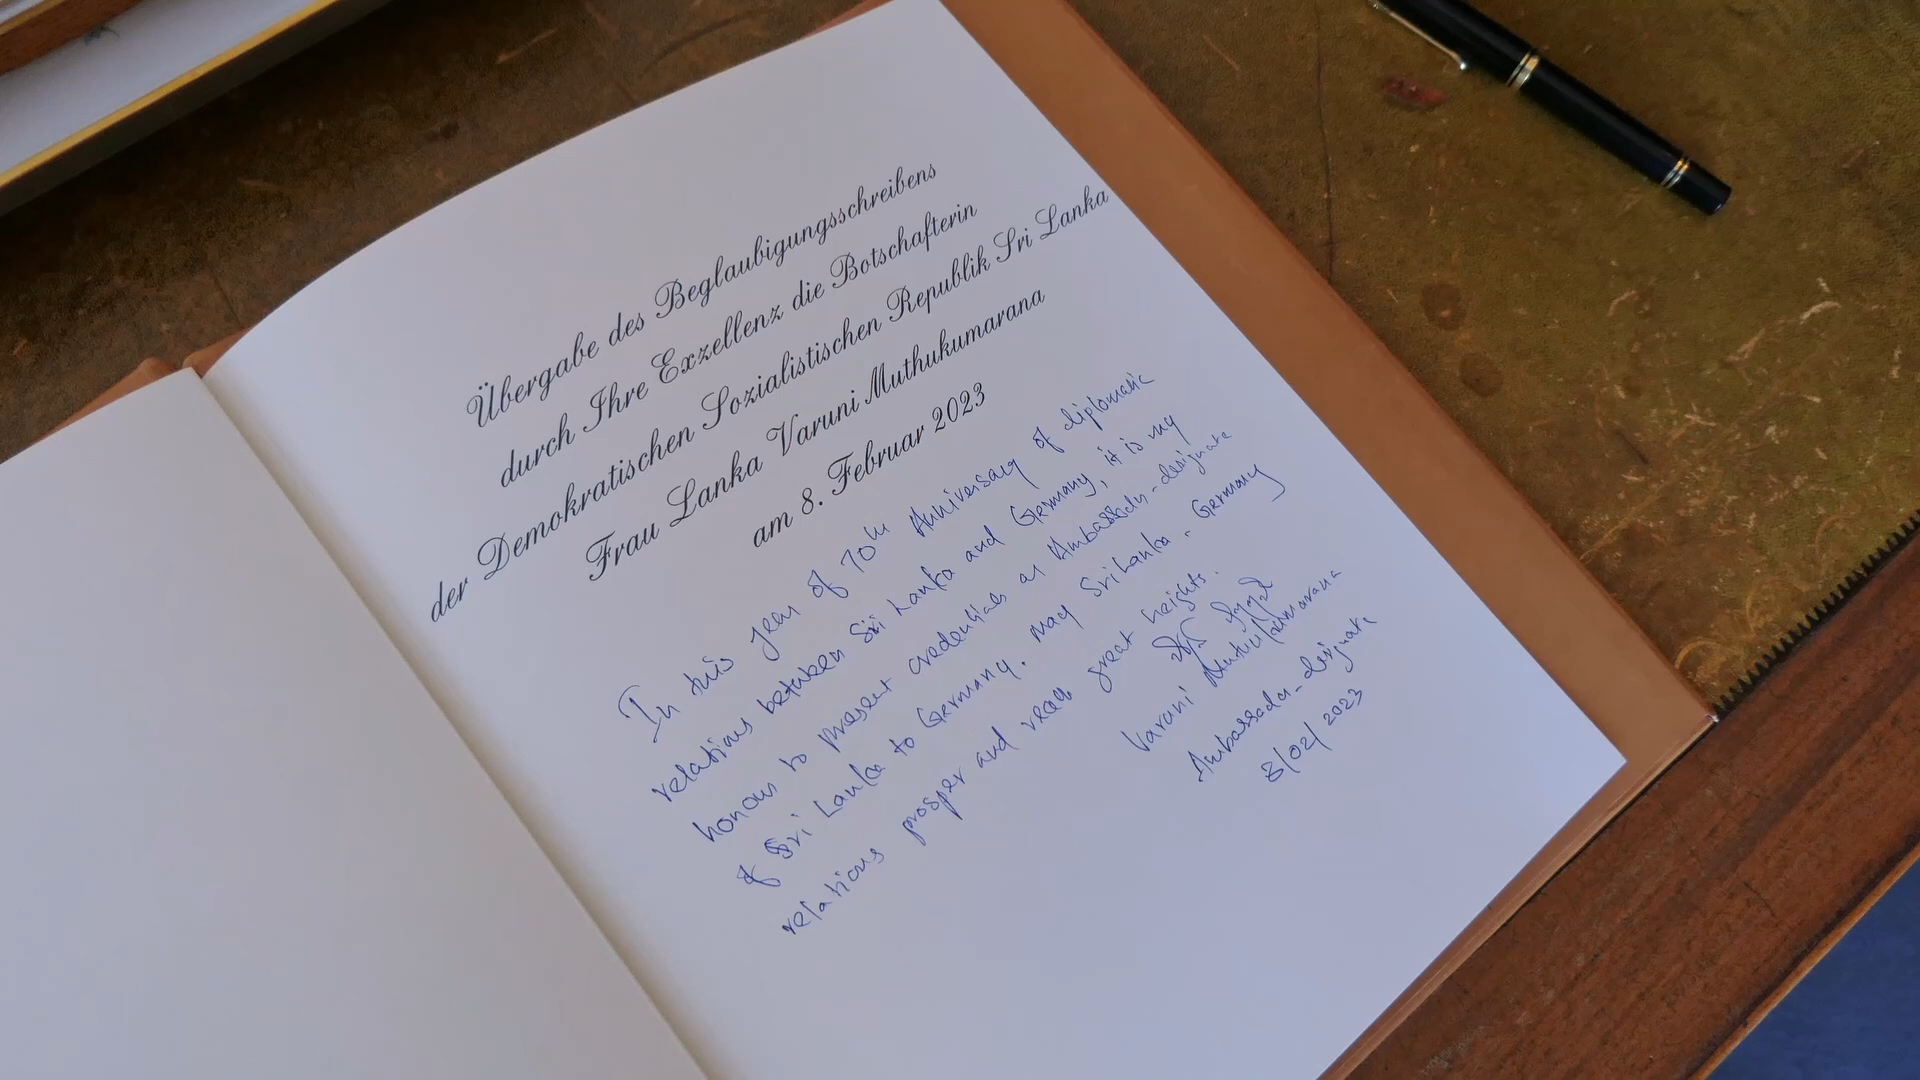 Übergabe des Beglaubigungsschreibens
durch Ihre Exzellenz die Botschafterin
der Demokratischen Sozialistischen Republik Sri Lanka
Frau Lanka Varuni Muthukumarana
am 8. Februar 2023
In this year of 70th Anniversary of diplomatic
relations between Sri Lanka and Germany, it is my
honour to present credentials as Ambassador-designate
of Sri Lanka to Germany. May Sri Lanka - Germany
relations prosper and reach great heights.
Varuni Muthukumarana
Ambassador-designate
8/02/2023